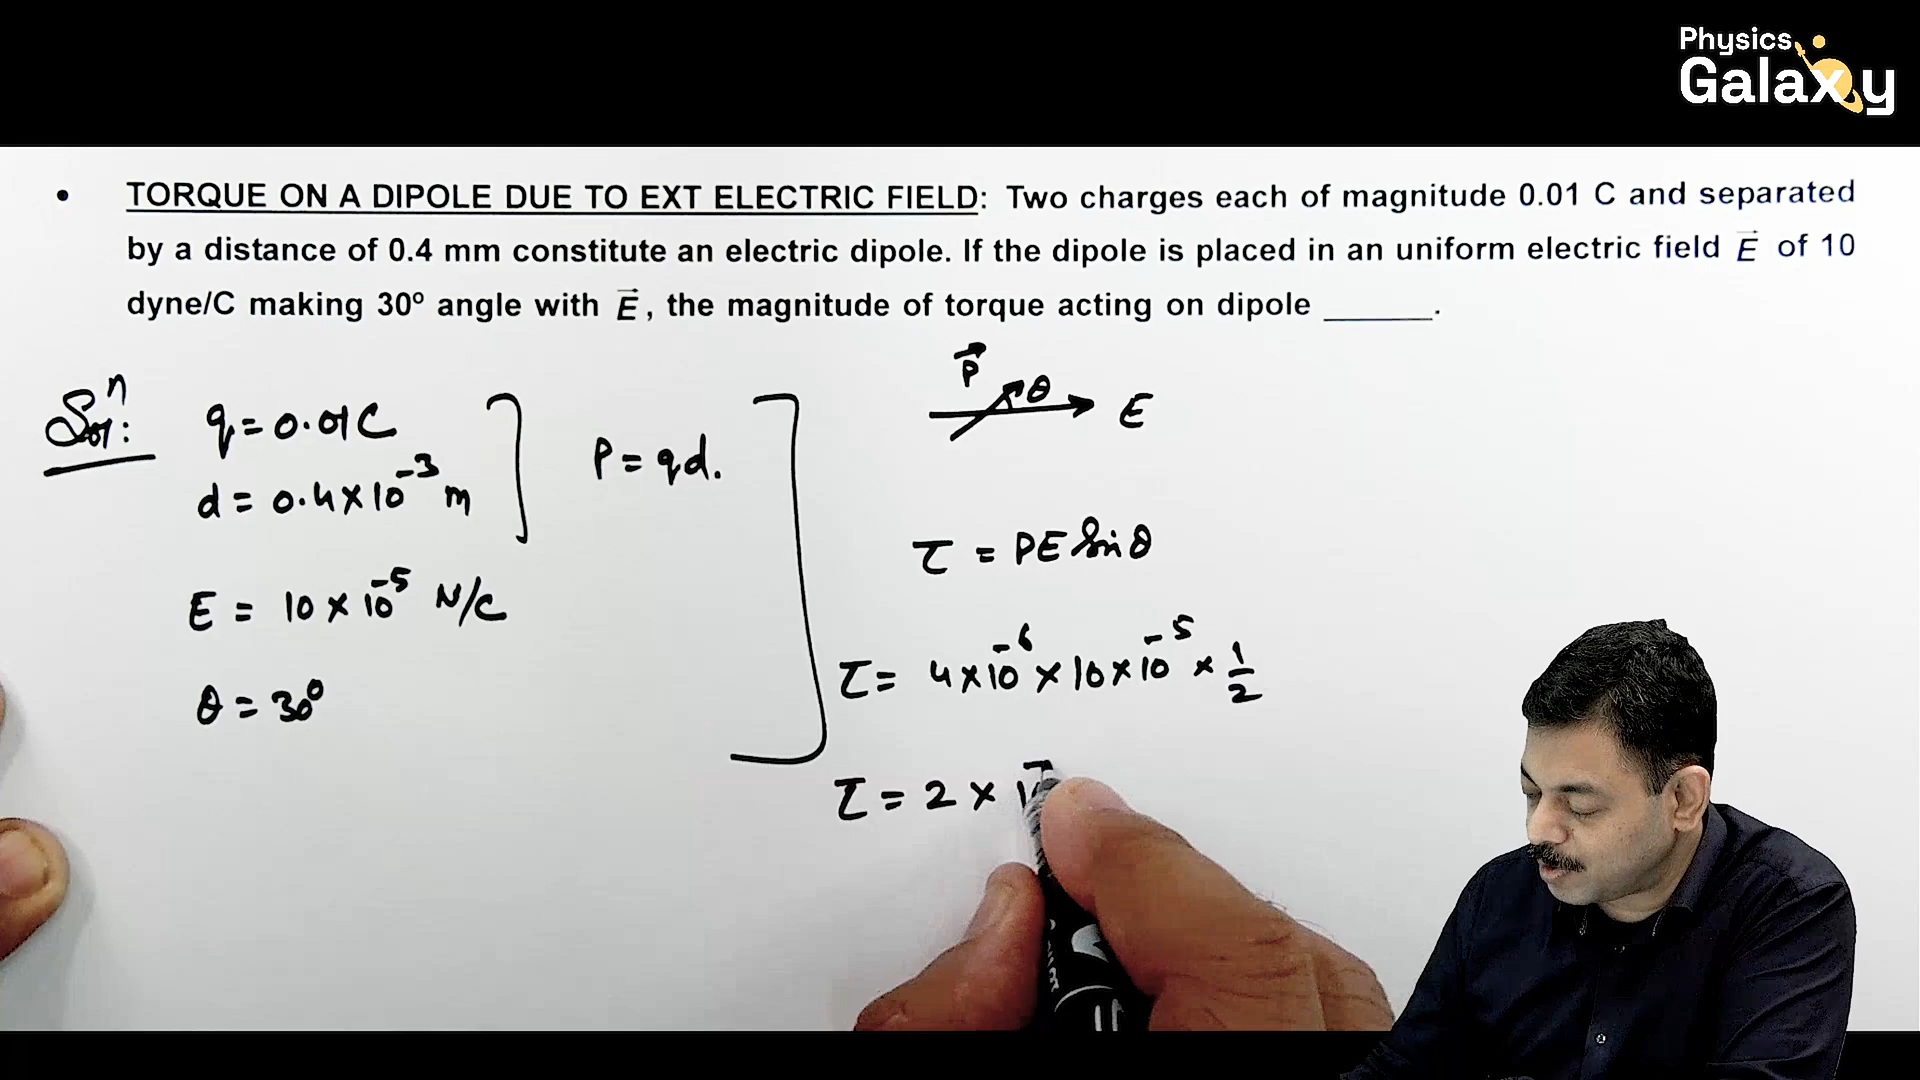 Physics
Galaxy
• TORQUE ON A DIPOLE DUE TO EXT ELECTRIC FIELD: Two charges each of magnitude 0.01 C and separated
by a distance of 0.4 mm constitute an electric dipole. If the dipole is placed in an uniform electric field E⃗ of 10
dyne/C making 30º angle with E⃗, the magnitude of torque acting on dipole ______.
Solⁿ:
q = 0.01C
d = 0.4×10⁻³ m
P = qd.
E = 10 × 10⁻⁵ N/C
θ = 30⁰
P⃗ θ E
τ = PE Sinθ
τ = 4×10⁻⁶ × 10×10⁻⁵ × 1/2
τ = 2 ×